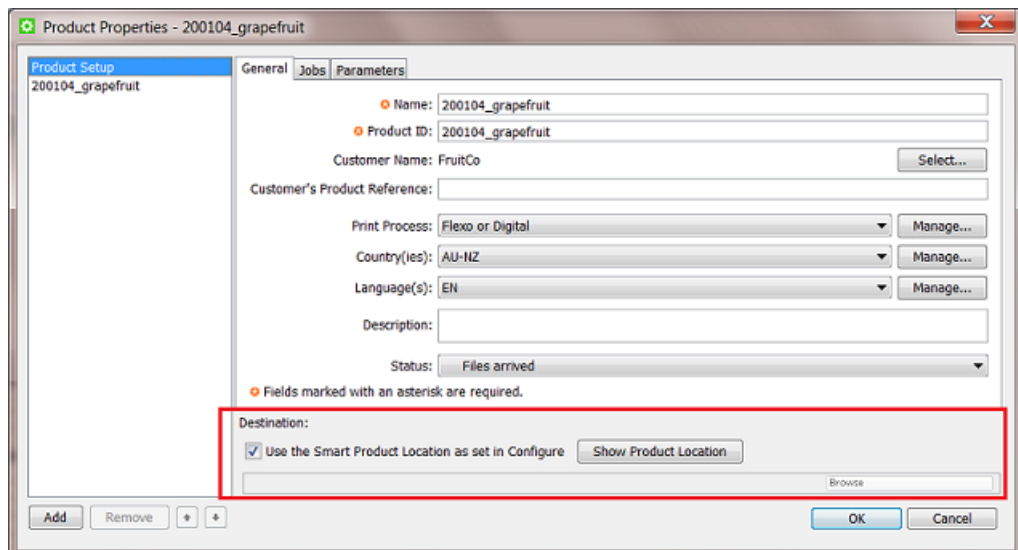 Product Properties - 200104_grapefruit
Product Setup
200104_grapefruit
General Jobs Parameters
Name: 200104_grapefruit
Product ID: 200104_grapefruit
Customer Name: FruitCo Select...
Customer's Product Reference:
Print Process: Flexo or Digital Manage...
Country(ies): AU-NZ Manage...
Language(s): EN Manage...
Description:
Status: Files arrived
Fields marked with an asterisk are required.
Destination:
Use the Smart Product Location as set in Configure Show Product Location
Browse
Add Remove OK Cancel